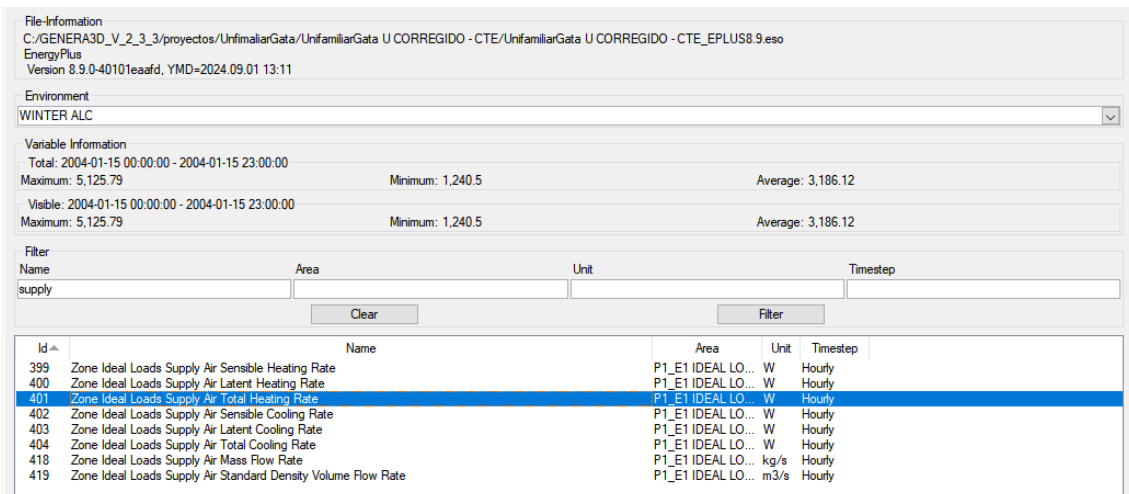 File-Information
C:/GENERA3D_V_2_3_3/proyectos/UnfimaliarGata/UnifamiliarGata U CORREGIDO - CTE/UnifamiliarGata U CORREGIDO - CTE_EPLUS8.9.eso
EnergyPlus
Version 8.9.0-40101eaafd, YMD=2024.09.01 13:11
Environment
WINTER ALC
Variable Information
Total: 2004-01-15 00:00:00 - 2004-01-15 23:00:00
Maximum: 5,125.79 Minimum: 1,240.5 Average: 3,186.12
Visible: 2004-01-15 00:00:00 - 2004-01-15 23:00:00
Maximum: 5,125.79 Minimum: 1,240.5 Average: 3,186.12
Filter
Name Area Unit Timestep
supply
Clear Filter
Id Name Area Unit Timestep
399 Zone Ideal Loads Supply Air Sensible Heating Rate P1_E1 IDEAL LO... W Hourly
400 Zone Ideal Loads Supply Air Latent Heating Rate P1_E1 IDEAL LO... W Hourly
401 Zone Ideal Loads Supply Air Total Heating Rate P1_E1 IDEAL LO... W Hourly
402 Zone Ideal Loads Supply Air Sensible Cooling Rate P1_E1 IDEAL LO... W Hourly
403 Zone Ideal Loads Supply Air Latent Cooling Rate P1_E1 IDEAL LO... W Hourly
404 Zone Ideal Loads Supply Air Total Cooling Rate P1_E1 IDEAL LO... W Hourly
418 Zone Ideal Loads Supply Air Mass Flow Rate P1_E1 IDEAL LO... kg/s Hourly
419 Zone Ideal Loads Supply Air Standard Density Volume Flow Rate P1_E1 IDEAL LO... m3/s Hourly